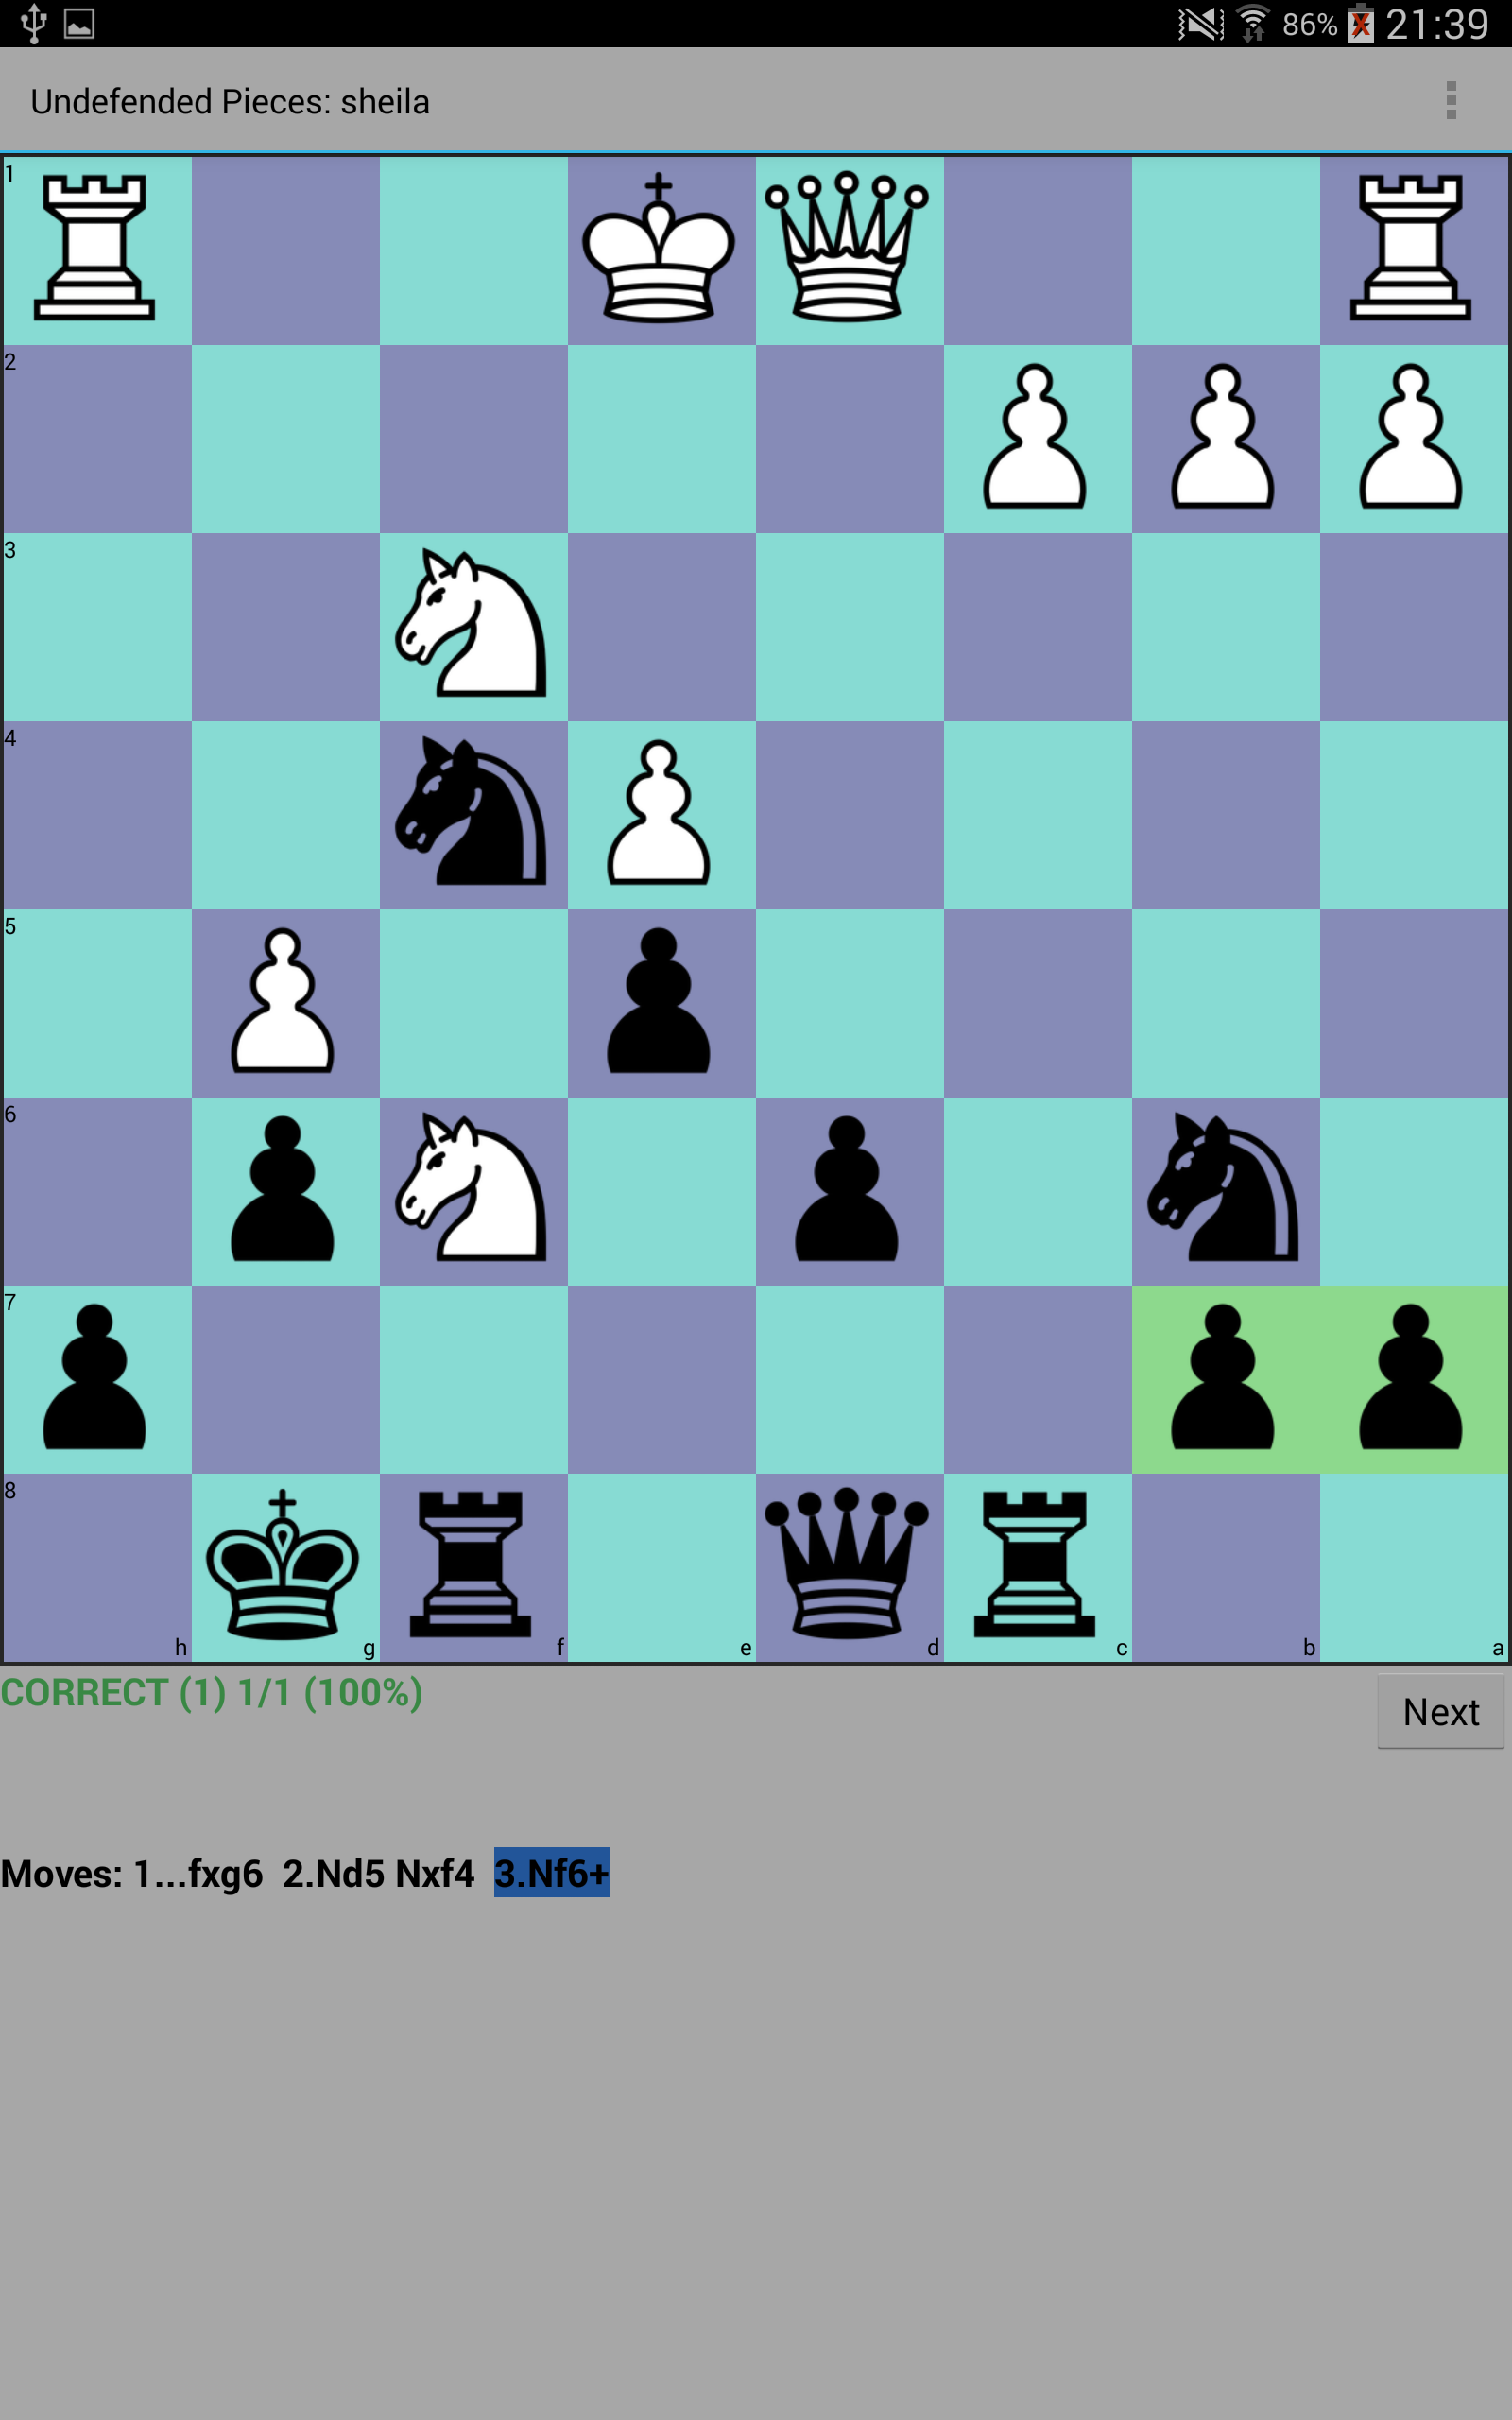 86% 21:39
Undefended Pieces: sheila
1
2
3
4
5
6
7
8
h g f e d c b a
CORRECT (1) 1/1 (100%)
Next
Moves: 1...fxg6 2.Nd5 Nxf4 3.Nf6+